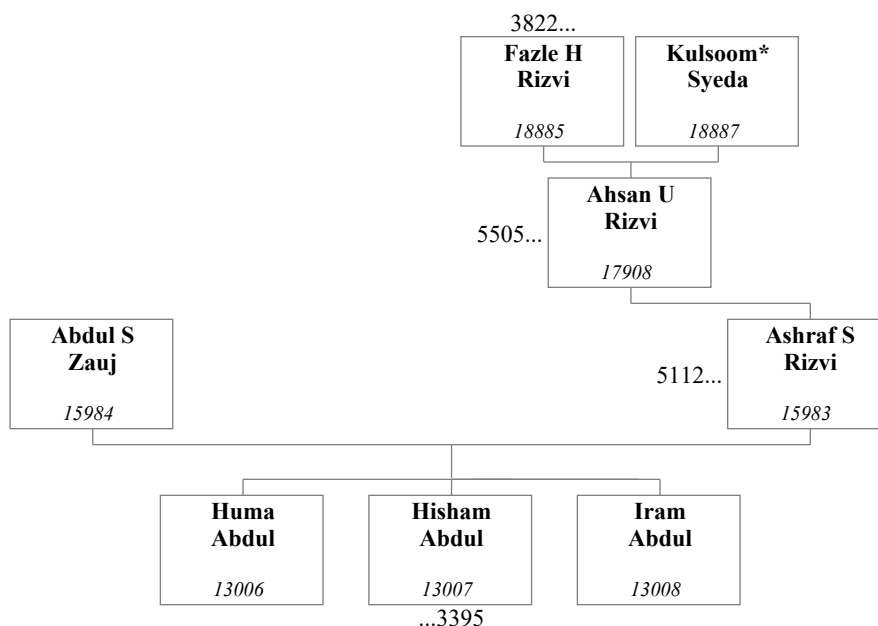 3822...
Fazle H
Rizvi
18885
Kulsoom*
Syeda
18887
Ahsan U
Rizvi
17908
5505...
Abdul S
Zauj
15984
Ashraf S
Rizvi
15983
5112...
Huma
Abdul
13006
Hisham
Abdul
13007
...3395
Iram
Abdul
13008